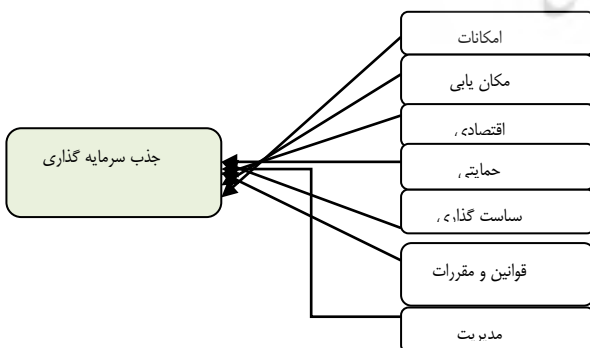 امکانات
مکان یابی
اقتصادی
حمایتی
سیاست گذاری
قوانین و مقررات
مدیریت
جذب سرمایه گذاری